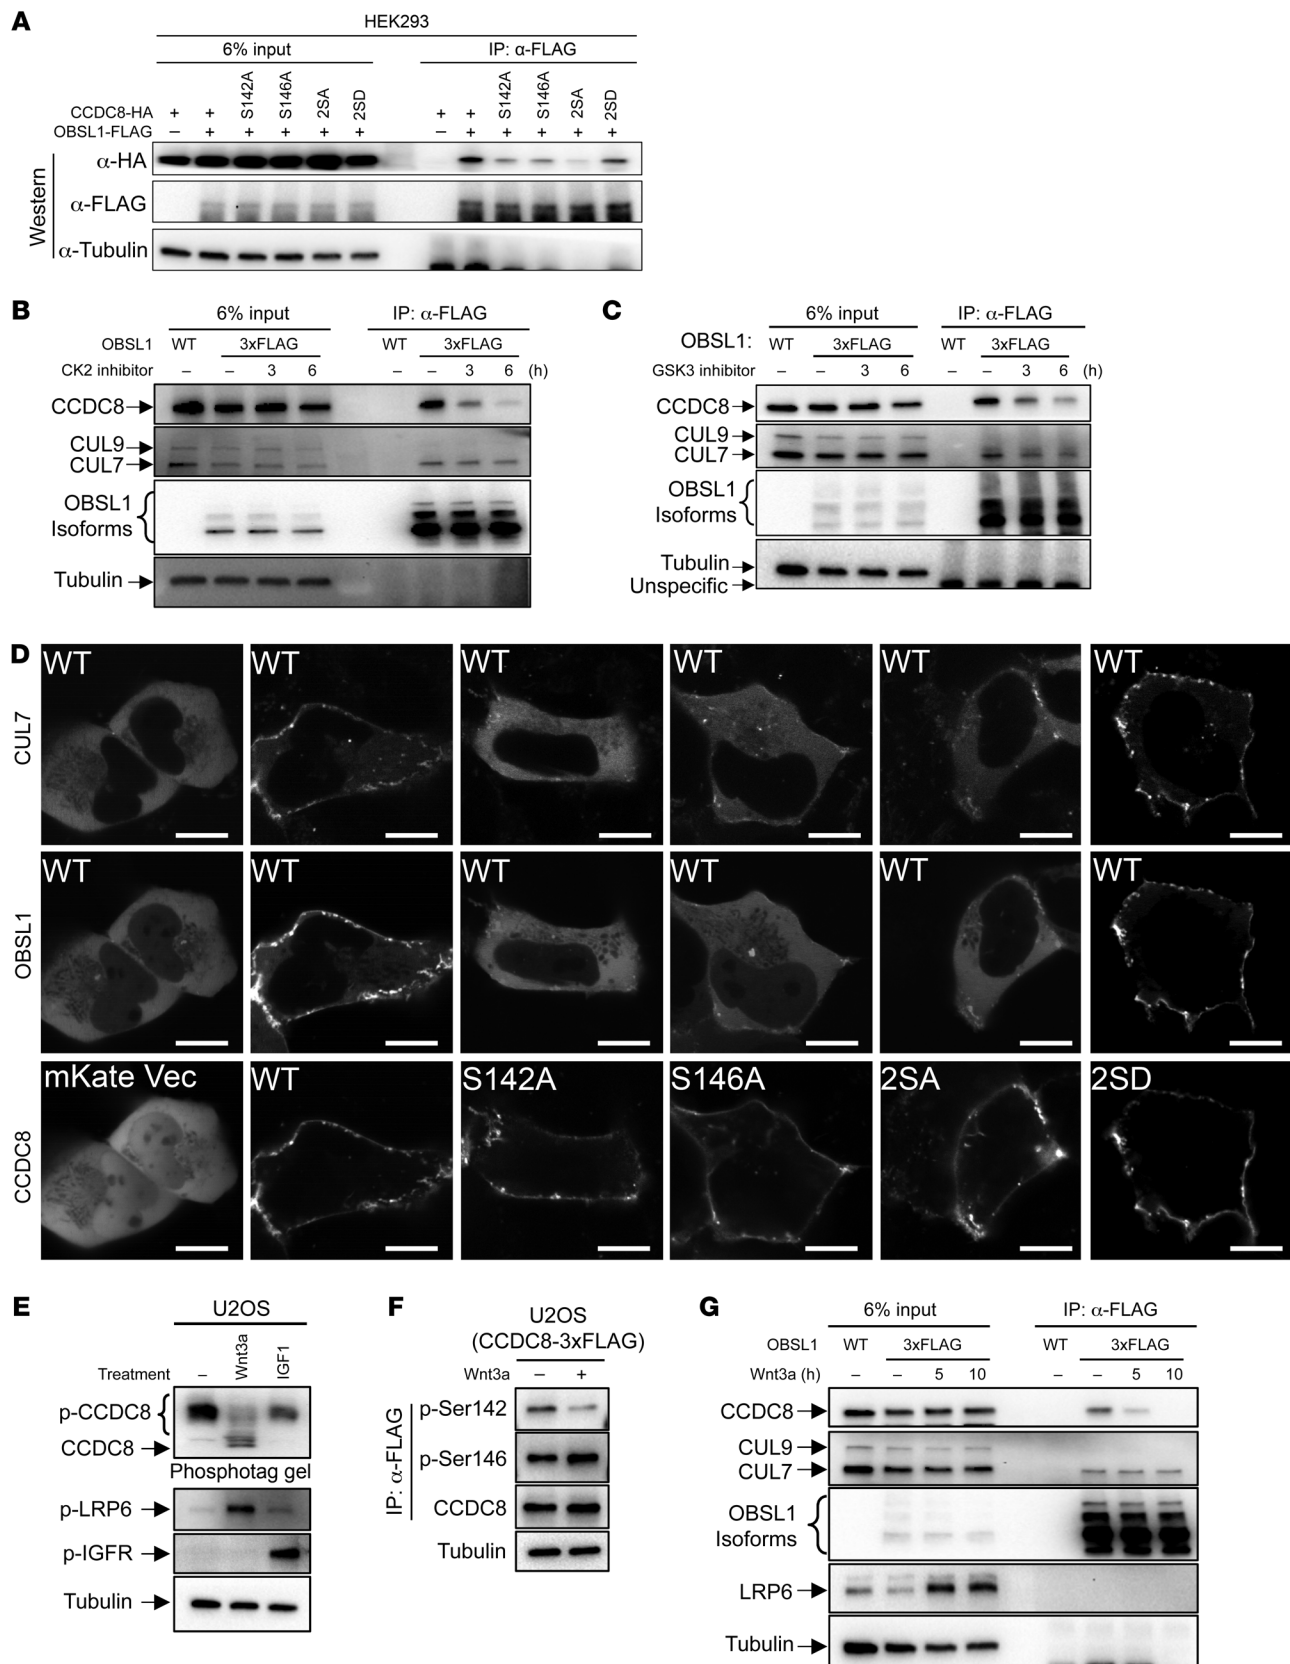 A
HEK293
6% input IP: α-FLAG
CCDC8-HA + + S142A S146A 2SA 2SD + + S142A S146A 2SA 2SD
OBSL1-FLAG – + + + + + – + + + + +
Western
α-HA
α-FLAG
α-Tubulin
B
6% input IP: α-FLAG
OBSL1 WT 3xFLAG WT 3xFLAG
CK2 inhibitor – – 3 6 – – 3 6 (h)
CCDC8
CUL9
CUL7
OBSL1
Isoforms
Tubulin
C
6% input IP: α-FLAG
OBSL1: WT 3xFLAG WT 3xFLAG
GSK3 inhibitor – – 3 6 – – 3 6 (h)
CCDC8
CUL9
CUL7
OBSL1
Isoforms
Tubulin
Unspecific
D
CUL7
WT WT WT WT WT WT
OBSL1
WT WT WT WT WT WT
CCDC8
mKate Vec WT S142A S146A 2SA 2SD
E
U2OS
Treatment – Wnt3a IGF1
p-CCDC8
CCDC8
Phosphotag gel
p-LRP6
p-IGFR
Tubulin
F
U2OS
(CCDC8-3xFLAG)
Wnt3a – +
IP: α-FLAG
p-Ser142
p-Ser146
CCDC8
Tubulin
G
6% input IP: α-FLAG
OBSL1 WT 3xFLAG WT 3xFLAG
Wnt3a (h) – – 5 10 – – 5 10
CCDC8
CUL9
CUL7
OBSL1
Isoforms
LRP6
Tubulin